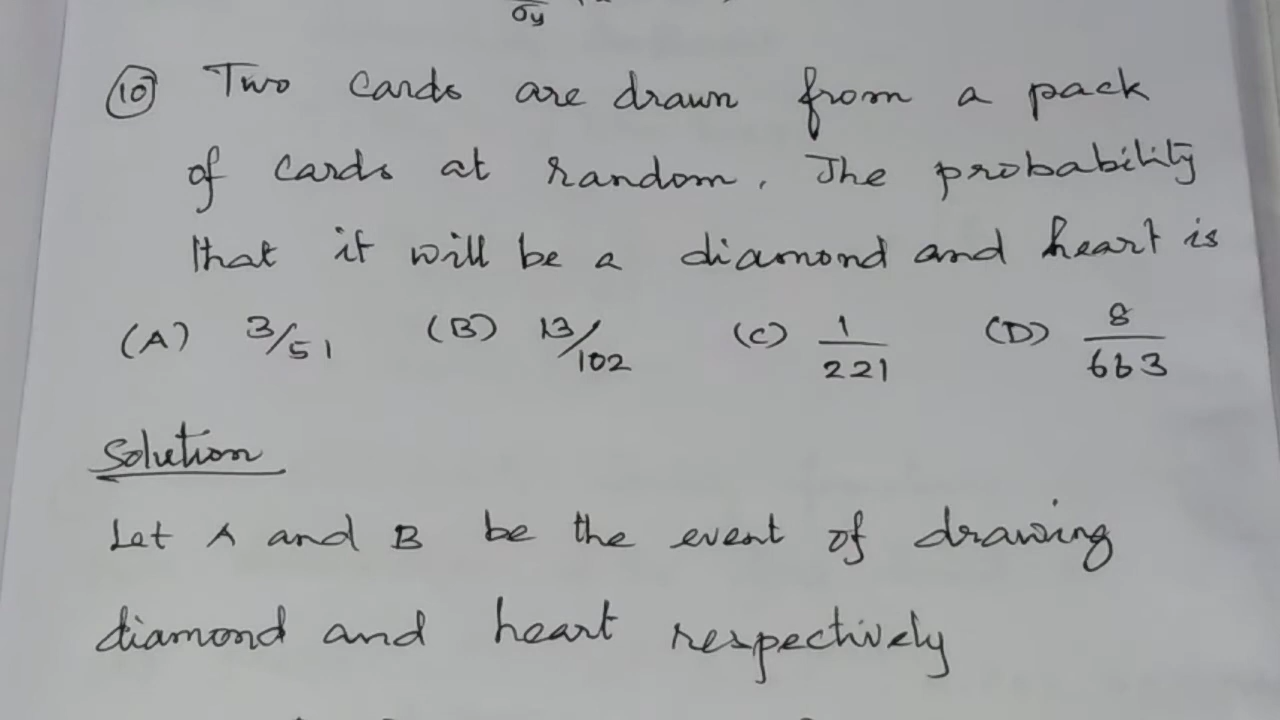 σy
(10) Two cards are drawn from a pack
of cards at random. The probability
that it will be a diamond and heart is
(A) 3/51 (B) 13/102 (C) 1/221 (D) 8/663
Solution
Let A and B be the event of drawing
diamond and heart respectively